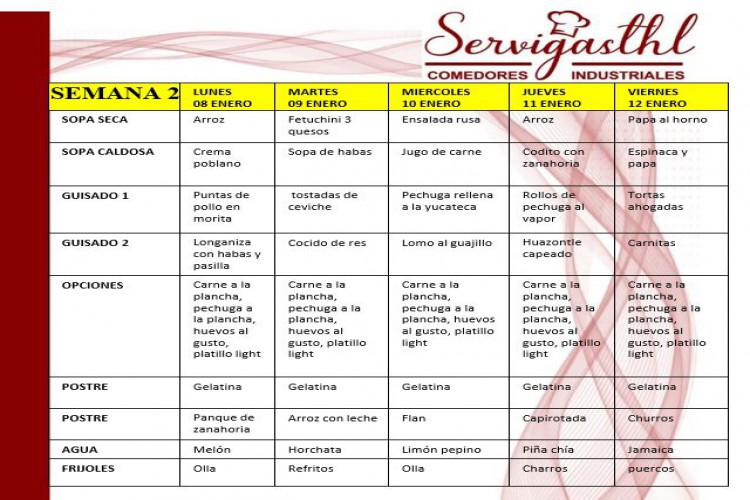 Servigasthl
COMEDORES INDUSTRIALES
SEMANA 2 LUNES 08 ENERO MARTES 09 ENERO MIERCOLES 10 ENERO JUEVES 11 ENERO VIERNES 12 ENERO
SOPA SECA Arroz Fetuchini 3 quesos Ensalada rusa Arroz Papa al horno
SOPA CALDOSA Crema poblano Sopa de habas Jugo de carne Codito con zanahoria Espinaca y papa
GUISADO 1 Puntas de pollo en morita tostadas de ceviche Pechuga rellena a la yucateca Rollos de pechuga al vapor Tortas ahogadas
GUISADO 2 Longaniza con habas y pasilla Cocido de res Lomo al guajillo Huazontle capeado Carnitas
OPCIONES Carne a la plancha, pechuga a la plancha, huevos al gusto, platillo light Carne a la plancha, pechuga a la plancha, huevos al gusto, platillo light Carne a la plancha, pechuga a la plancha, huevos al gusto, platillo light Carne a la plancha, pechuga a la plancha, huevos al gusto, platillo light Carne a la plancha, pechuga a la plancha, huevos al gusto, platillo light
POSTRE Gelatina Gelatina Gelatina Gelatina Gelatina
POSTRE Panque de zanahoria Arroz con leche Flan Capirotada Churros
AGUA Melón Horchata Limón pepino Piña chía Jamaica
FRIJOLES Olla Refritos Olla Charros puercos